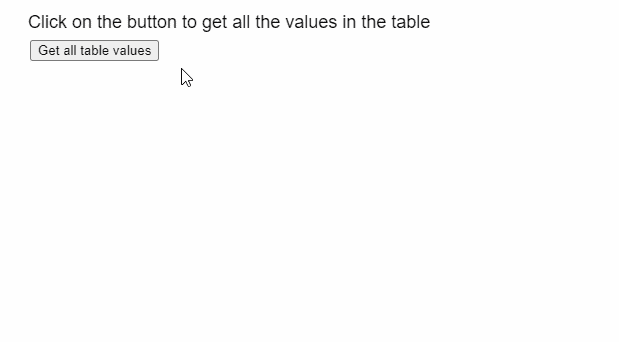 Click on the button to get all the values in the table
Get all table values